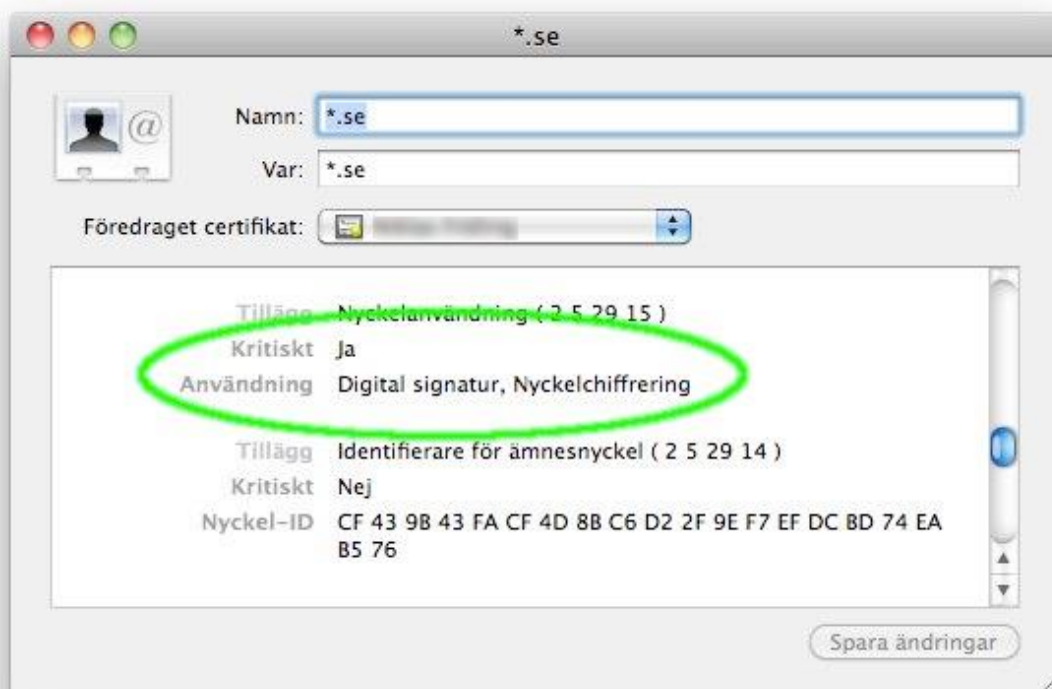 *.se
@
Namn: *.se
Var: *.se
Föredraget certifikat:
Tillägg Nyckelanvändning ( 2 5 29 15 )
Kritiskt Ja
Användning Digital signatur, Nyckelchiffrering
Tillägg Identifierare för ämnesnyckel ( 2 5 29 14 )
Kritiskt Nej
Nyckel-ID CF 43 9B 43 FA CF 4D 8B C6 D2 2F 9E F7 EF DC BD 74 EA
B5 76
Spara ändringar